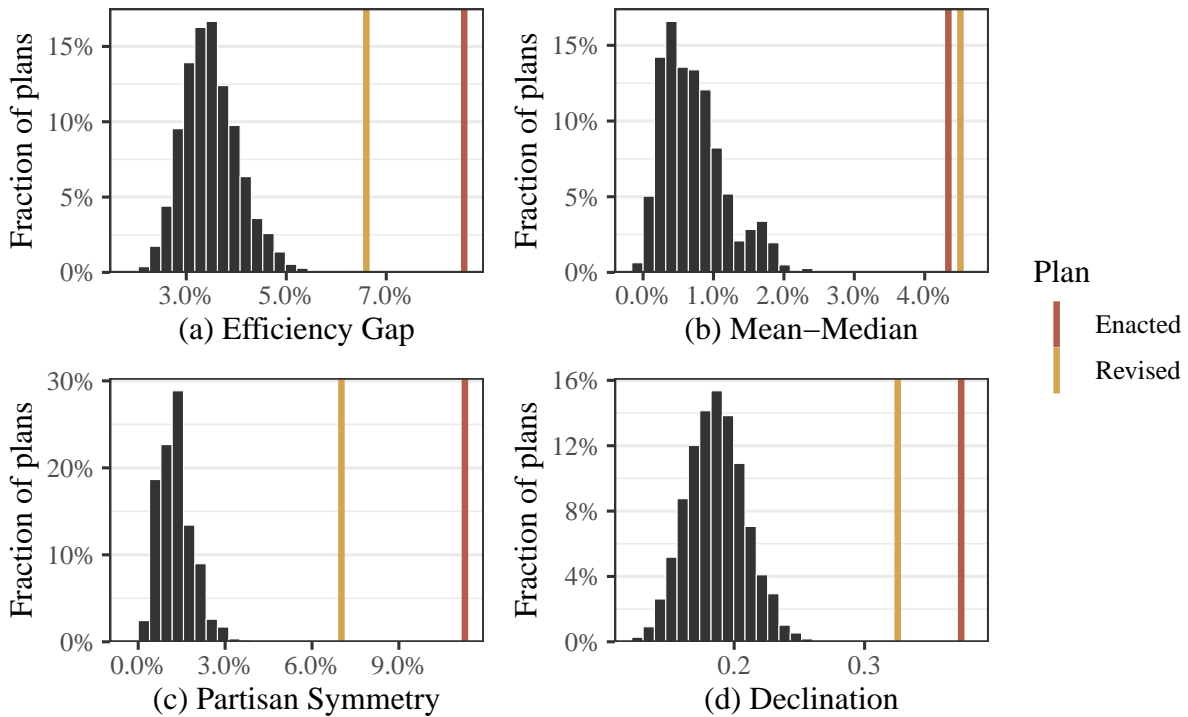 Fraction of plans
15%
10%
5%
0%
3.0% 5.0% 7.0%
(a) Efficiency Gap
Fraction of plans
15%
10%
5%
0%
0.0% 1.0% 2.0% 3.0% 4.0%
(b) Mean−Median
Fraction of plans
30%
20%
10%
0%
0.0% 3.0% 6.0% 9.0%
(c) Partisan Symmetry
Fraction of plans
16%
12%
8%
4%
0%
0.2 0.3
(d) Declination
Plan
Enacted
Revised